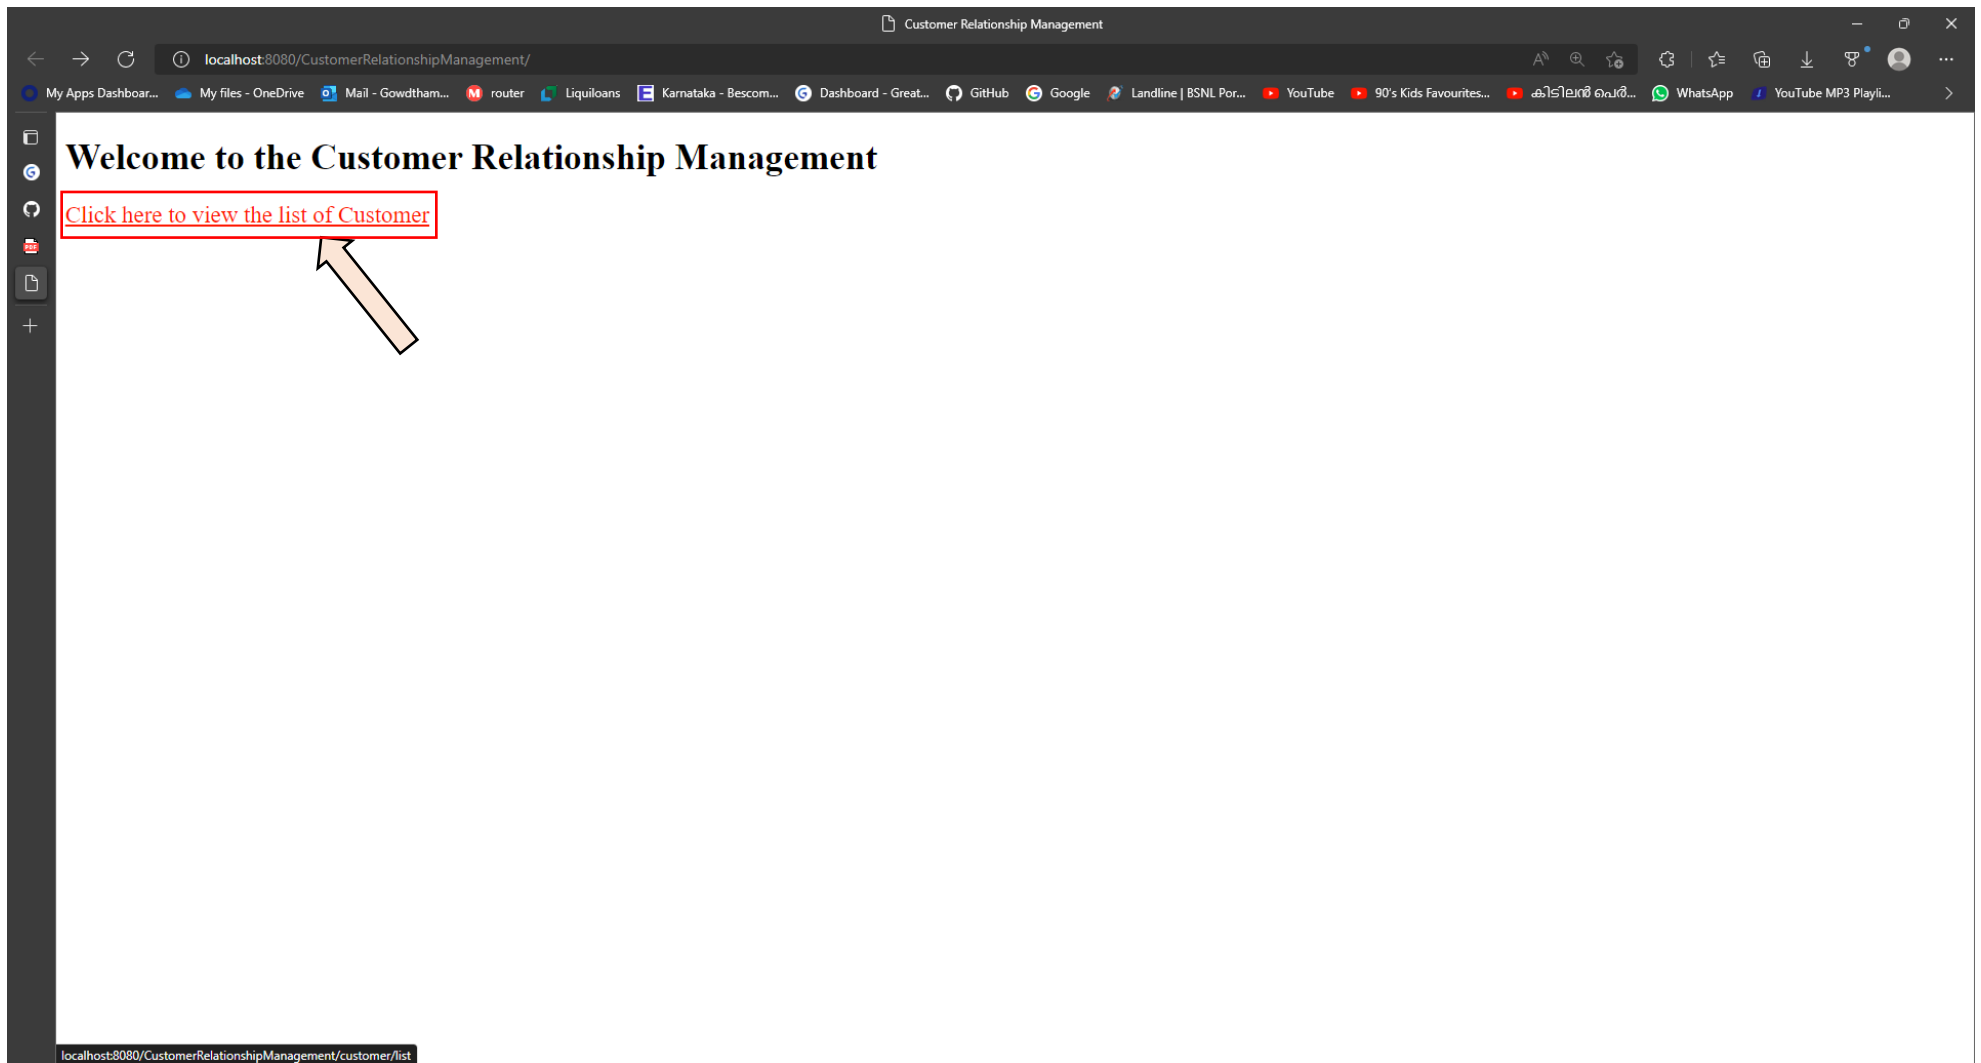 Customer Relationship Management
localhost:8080/CustomerRelationshipManagement/
My Apps Dashboar... My files - OneDrive Mail - Gowdtham... router Liquiloans Karnataka - Bescom... Dashboard - Great... GitHub Google Landline | BSNL Por... YouTube 90's Kids Favourites... കിടിലൻ പെർ... WhatsApp YouTube MP3 Playli...
Welcome to the Customer Relationship Management
Click here to view the list of Customer
localhost:8080/CustomerRelationshipManagement/customer/list